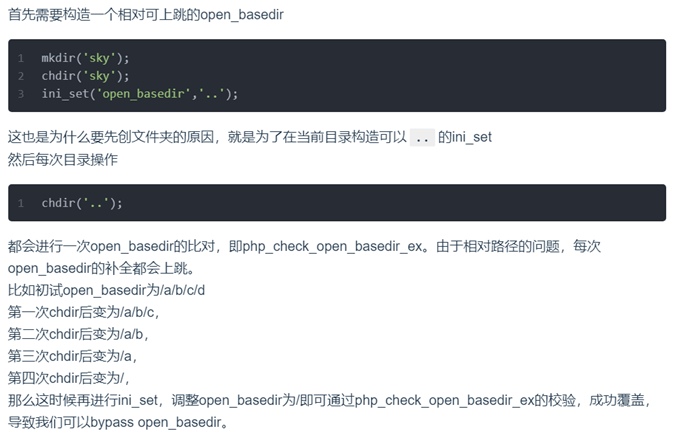 首先需要构造一个相对可上跳的open_basedir
1 mkdir('sky');
2 chdir('sky');
3 ini_set('open_basedir','..');
这也是为什么要先创文件夹的原因，就是为了在当前目录构造可以 .. 的ini_set
然后每次目录操作
1 chdir('..');
都会进行一次open_basedir的比对，即php_check_open_basedir_ex。由于相对路径的问题，每次
open_basedir的补全都会上跳。
比如初试open_basedir为/a/b/c/d
第一次chdir后变为/a/b/c，
第二次chdir后变为/a/b，
第三次chdir后变为/a，
第四次chdir后变为/，
那么这时候再进行ini_set，调整open_basedir为/即可通过php_check_open_basedir_ex的校验，成功覆盖，
导致我们可以bypass open_basedir。